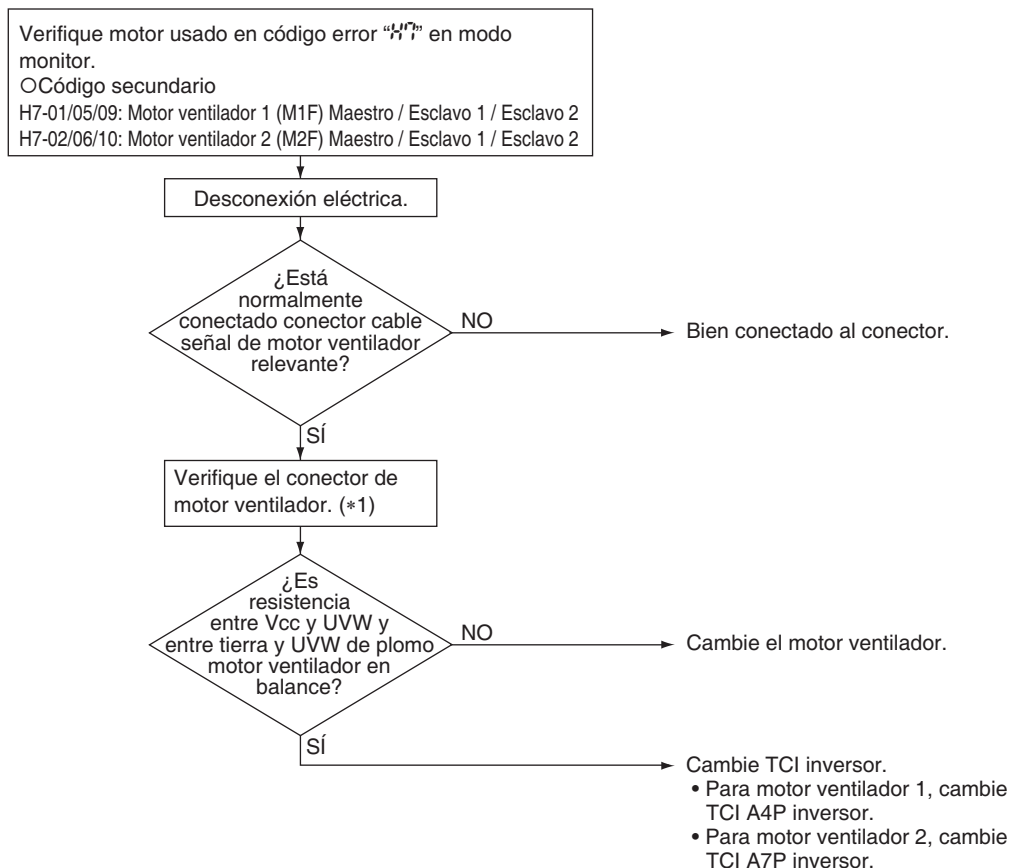 Verifique motor usado en código error “H7” en modo
monitor.
○Código secundario
H7-01/05/09: Motor ventilador 1 (M1F) Maestro / Esclavo 1 / Esclavo 2
H7-02/06/10: Motor ventilador 2 (M2F) Maestro / Esclavo 1 / Esclavo 2
Desconexión eléctrica.
¿Está
normalmente
conectado conector cable
señal de motor ventilador
relevante?
NO
Bien conectado al conector.
SÍ
Verifique el conector de
motor ventilador. (*1)
¿Es
resistencia
entre Vcc y UVW y
entre tierra y UVW de plomo
motor ventilador en
balance?
NO
Cambie el motor ventilador.
SÍ
Cambie TCI inversor.
• Para motor ventilador 1, cambie
TCI A4P inversor.
• Para motor ventilador 2, cambie
TCI A7P inversor.